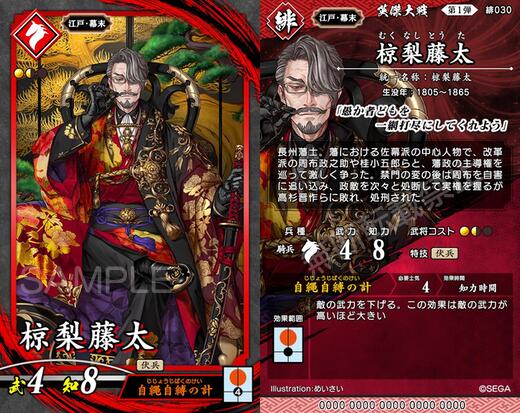 江戸・幕末
SAMPLE
椋梨藤太
伏兵
武4 知8
じじょうじばくのけい
自縄自縛の計
4
緋
江戸・幕末
英傑大戦
第1弾
緋030
むく なし とう た
椋梨藤太
統一名称:椋梨藤太
生没年:1805~1865
「愚か者どもを
一網打尽にしてくれよう」
長州藩士。藩における佐幕派の中心人物で、改革
派の周布政之助や桂小五郎らと、藩政の主導権を
巡って激しく争った。禁門の変の後は周布を自害
に追い込み、政敵を次々と処断して実権を握るが
高杉晋作らに敗れ、処刑された。
兵種 武力 知力 武将コスト
騎兵 4 8 特技 伏兵
じじょうじばくのけい
自縄自縛の計
必要士気
4
効果時間
知力時間
効果範囲
敵の武力を下げる。この効果は敵の武力が
高いほど大きい
Illustration:めいさい
©SEGA
0000-0000-0000-0000-0000